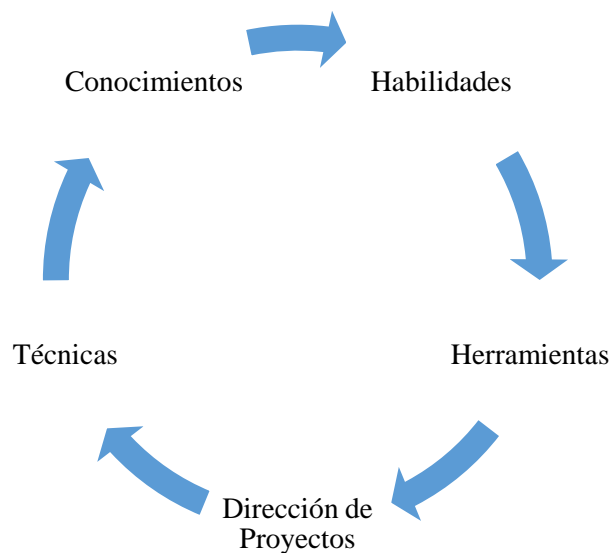 Conocimientos
Habilidades
Técnicas
Herramientas
Dirección de
Proyectos